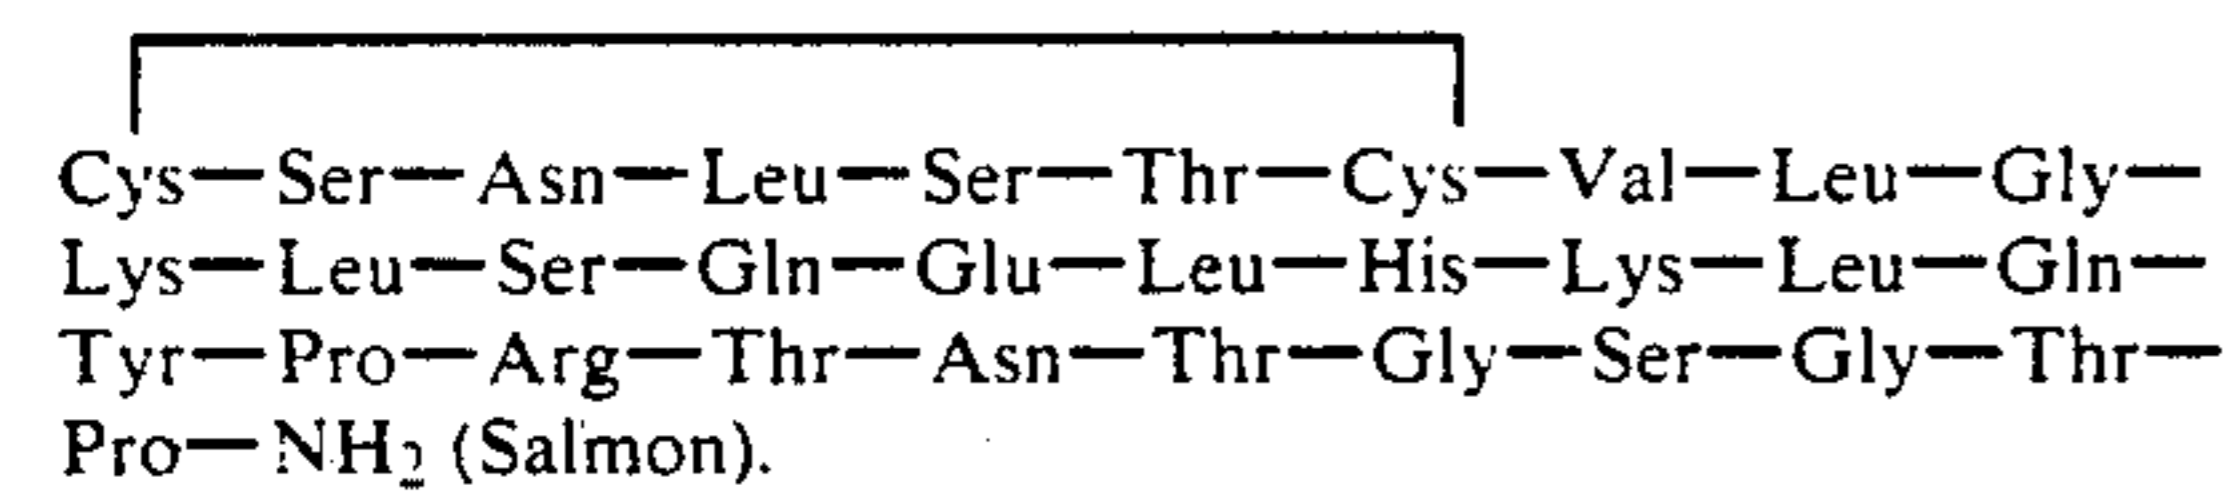 Cys—Ser—Asn—Leu—Ser—Thr—Cys—Val—Leu—Gly—
Lys—Leu—Ser—Gln—Glu—Leu—His—Lys—Leu—Gln—
Tyr—Pro—Arg—Thr—Asn—Thr—Gly—Ser—Gly—Thr—
Pro—NH₂ (Salmon).